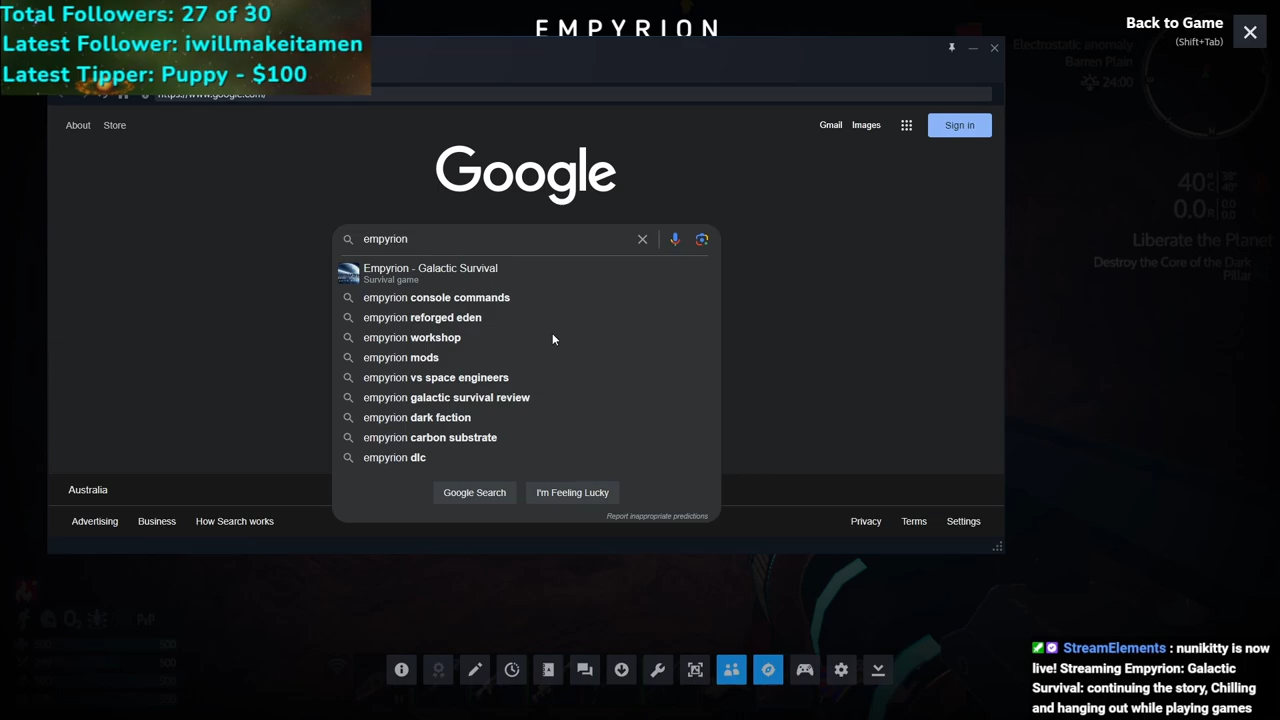 Total Followers: 27 of 30
Latest Follower: iwillmakeitamen
Latest Tipper: Puppy - $100
EMPYRION
Back to Game
(Shift+Tab)
Electrostatic anomaly
Barren Plain
24:00
https://www.google.com/
About
Store
Gmail
Images
Sign in
Google
empyrion
Empyrion - Galactic Survival
Survival game
empyrion console commands
empyrion reforged eden
empyrion workshop
empyrion mods
empyrion vs space engineers
empyrion galactic survival review
empyrion dark faction
empyrion carbon substrate
empyrion dlc
Google Search
I'm Feeling Lucky
Report inappropriate predictions
Australia
Advertising
Business
How Search works
Privacy
Terms
Settings
Liberate the Planet
Destroy the Core of the Dark
Pillar
PvP
StreamElements : nunikitty is now
live! Streaming Empyrion: Galactic
Survival: continuing the story, Chilling
and hanging out while playing games